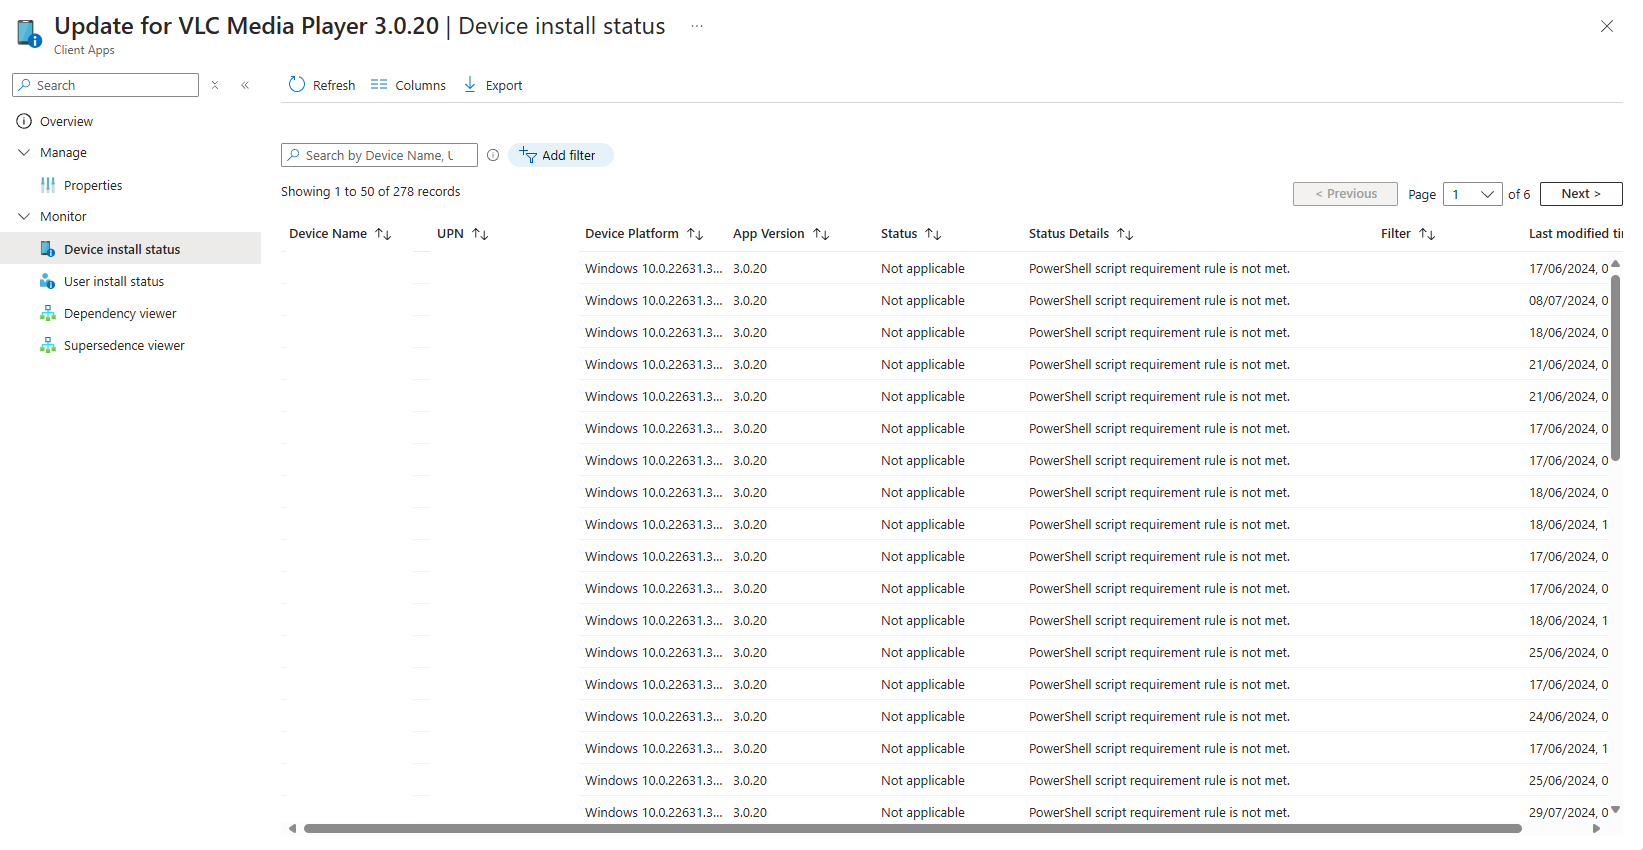 Update for VLC Media Player 3.0.20 | Device install status ...
Client Apps
Search
Refresh Columns Export
Overview
Manage
Properties
Monitor
Device install status
User install status
Dependency viewer
Supersedence viewer
Search by Device Name, U
Add filter
Showing 1 to 50 of 278 records
< Previous Page 1 of 6 Next >
Device Name UPN Device Platform App Version Status Status Details Filter Last modified ti
Windows 10.0.22631.3... 3.0.20 Not applicable PowerShell script requirement rule is not met. 17/06/2024, 0
Windows 10.0.22631.3... 3.0.20 Not applicable PowerShell script requirement rule is not met. 08/07/2024, 0
Windows 10.0.22631.3... 3.0.20 Not applicable PowerShell script requirement rule is not met. 18/06/2024, 0
Windows 10.0.22631.3... 3.0.20 Not applicable PowerShell script requirement rule is not met. 21/06/2024, 0
Windows 10.0.22631.3... 3.0.20 Not applicable PowerShell script requirement rule is not met. 21/06/2024, 0
Windows 10.0.22631.3... 3.0.20 Not applicable PowerShell script requirement rule is not met. 17/06/2024, 0
Windows 10.0.22631.3... 3.0.20 Not applicable PowerShell script requirement rule is not met. 17/06/2024, 0
Windows 10.0.22631.3... 3.0.20 Not applicable PowerShell script requirement rule is not met. 18/06/2024, 0
Windows 10.0.22631.3... 3.0.20 Not applicable PowerShell script requirement rule is not met. 18/06/2024, 1
Windows 10.0.22631.3... 3.0.20 Not applicable PowerShell script requirement rule is not met. 17/06/2024, 0
Windows 10.0.22631.3... 3.0.20 Not applicable PowerShell script requirement rule is not met. 17/06/2024, 0
Windows 10.0.22631.3... 3.0.20 Not applicable PowerShell script requirement rule is not met. 18/06/2024, 1
Windows 10.0.22631.3... 3.0.20 Not applicable PowerShell script requirement rule is not met. 25/06/2024, 0
Windows 10.0.22631.3... 3.0.20 Not applicable PowerShell script requirement rule is not met. 17/06/2024, 0
Windows 10.0.22631.3... 3.0.20 Not applicable PowerShell script requirement rule is not met. 24/06/2024, 0
Windows 10.0.22631.3... 3.0.20 Not applicable PowerShell script requirement rule is not met. 17/06/2024, 1
Windows 10.0.22631.3... 3.0.20 Not applicable PowerShell script requirement rule is not met. 25/06/2024, 0
Windows 10.0.22631.3... 3.0.20 Not applicable PowerShell script requirement rule is not met. 29/07/2024, 0